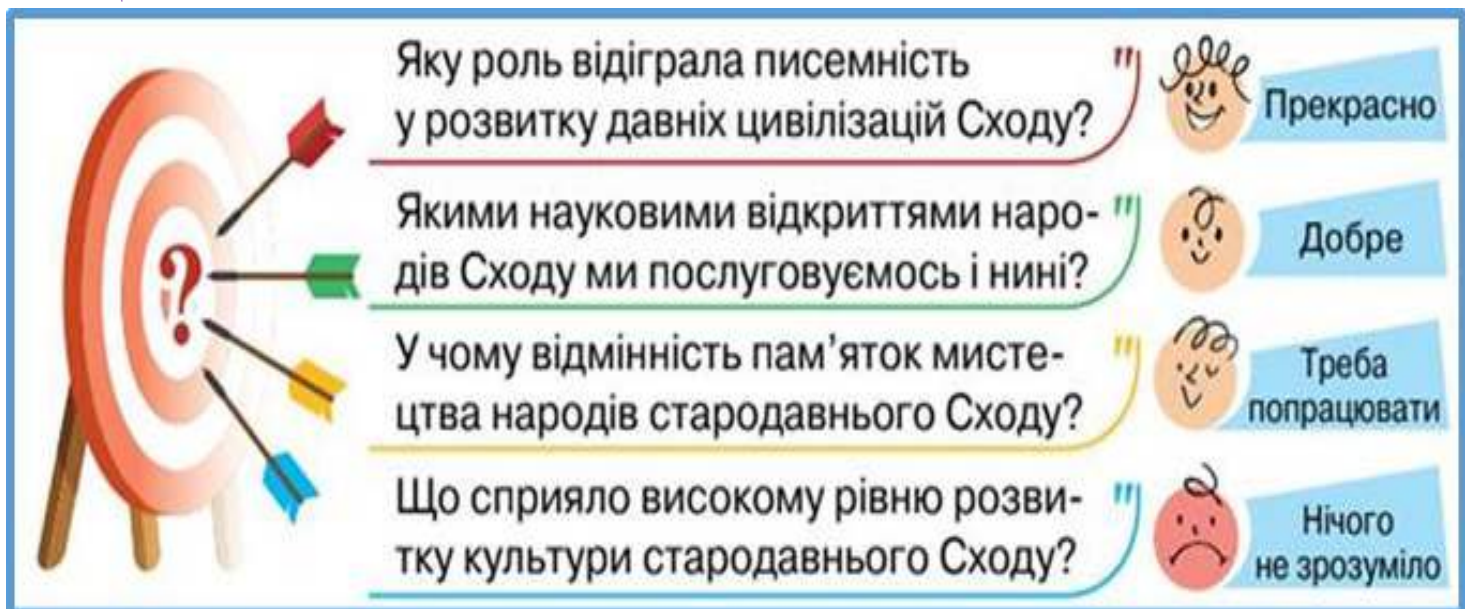 Яку роль відіграла писемність
у розвитку давніх цивілізацій Сходу?
Прекрасно
Якими науковими відкриттями наро-
дів Сходу ми послуговуємось і нині?
Добре
У чому відмінність пам’яток мисте-
цтва народів стародавнього Сходу?
Треба
попрацювати
Що сприяло високому рівню розви-
тку культури стародавнього Сходу?
Нічого
не зрозуміло
?